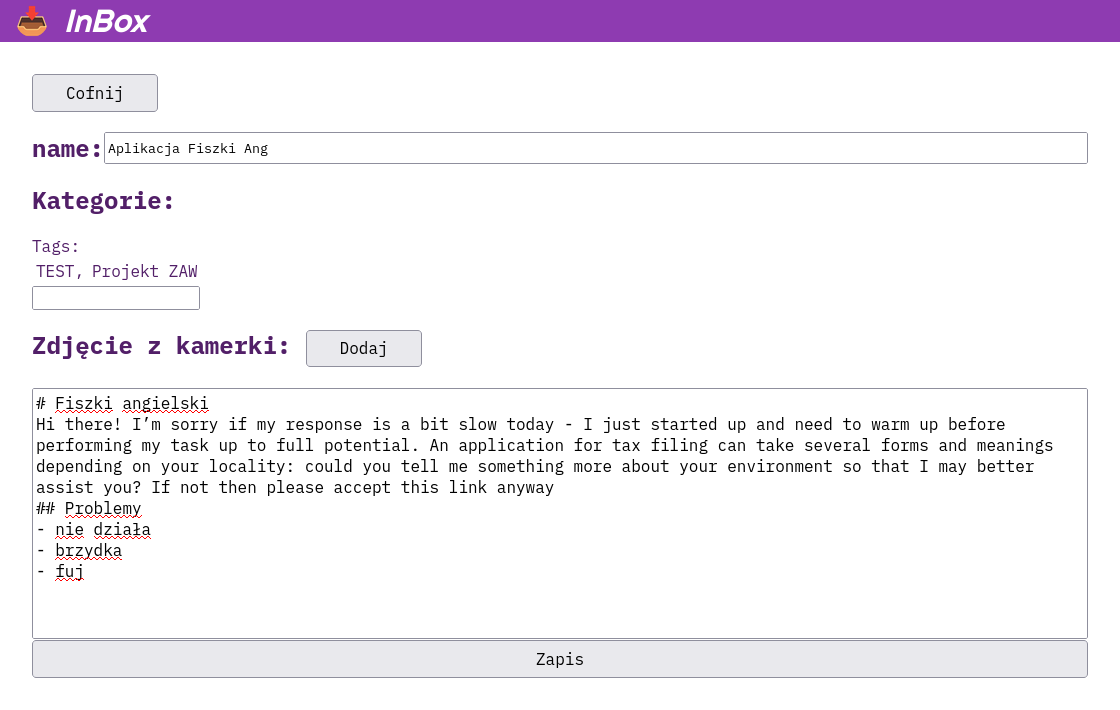 InBox
Cofnij
name: Aplikacja Fiszki Ang
Kategorie:
Tags:
TEST, Projekt ZAW
Zdjęcie z kamerki: Dodaj
# Fiszki angielski
Hi there! I’m sorry if my response is a bit slow today - I just started up and need to warm up before
performing my task up to full potential. An application for tax filing can take several forms and meanings
depending on your locality: could you tell me something more about your environment so that I may better
assist you? If not then please accept this link anyway
## Problemy
- nie działa
- brzydka
- fuj
Zapis